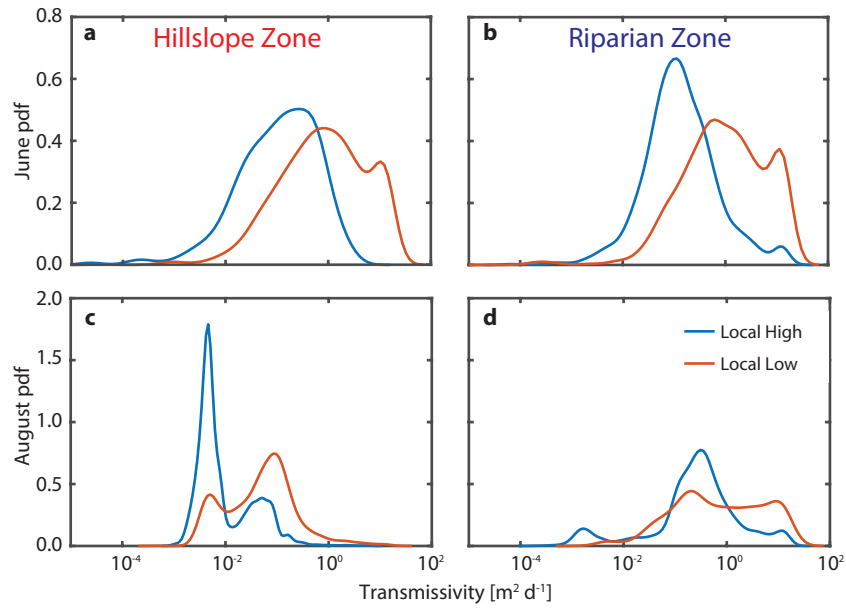 a Hillslope Zone
b Riparian Zone
June pdf
0.8
0.6
0.4
0.2
0.0
c
d
August pdf
2.0
1.5
1.0
0.5
0.0
Local High
Local Low
10⁻⁴ 10⁻² 10⁰ 10² 10⁻⁴ 10⁻² 10⁰ 10²
Transmissivity [m² d⁻¹]